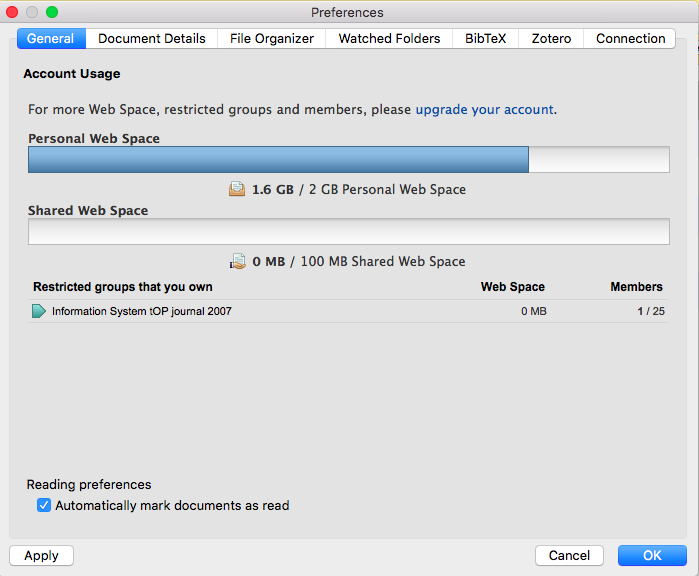 Preferences
General Document Details File Organizer Watched Folders BibTeX Zotero Connection
Account Usage
For more Web Space, restricted groups and members, please upgrade your account.
Personal Web Space
1.6 GB / 2 GB Personal Web Space
Shared Web Space
0 MB / 100 MB Shared Web Space
Restricted groups that you own Web Space Members
Information System tOP journal 2007 0 MB 1 / 25
Reading preferences
Automatically mark documents as read
Apply Cancel OK